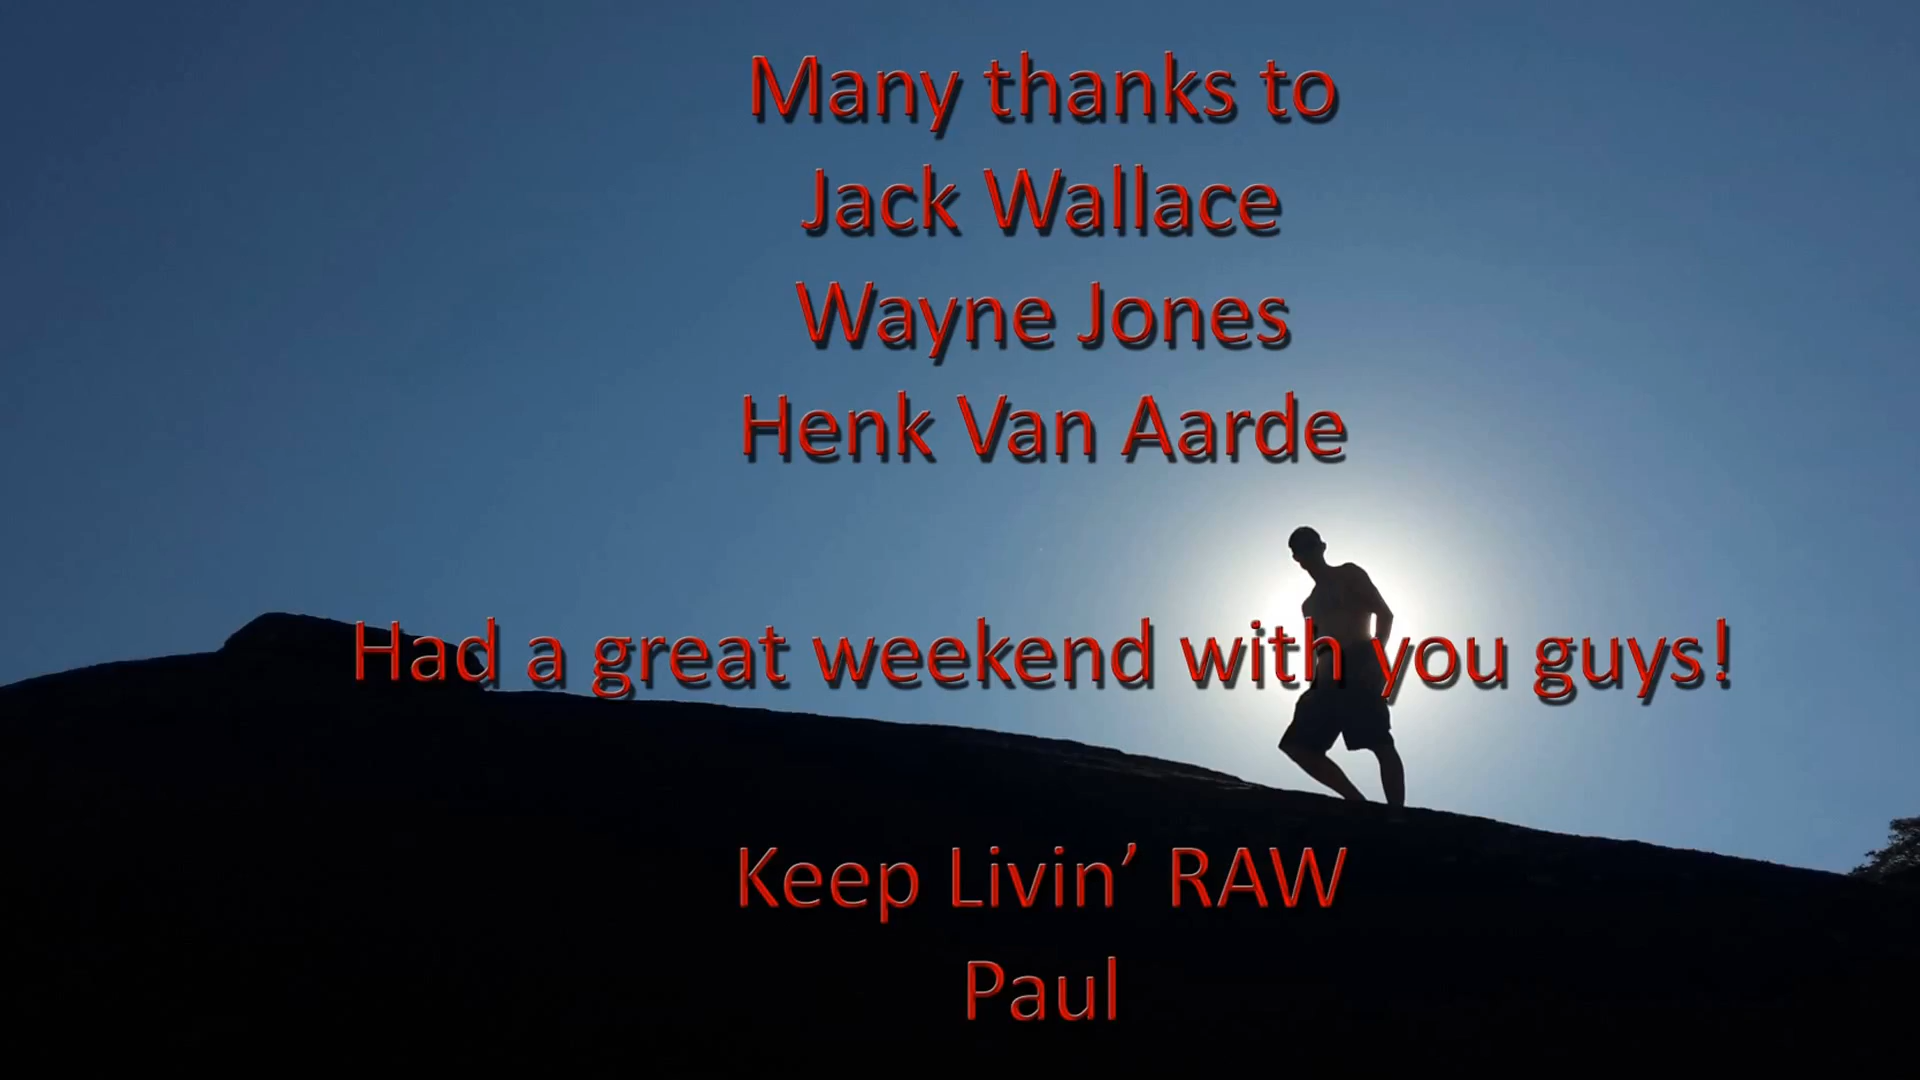 Many thanks to
Jack Wallace
Wayne Jones
Henk Van Aarde
Had a great weekend with you guys!
Keep Livin’ RAW
Paul